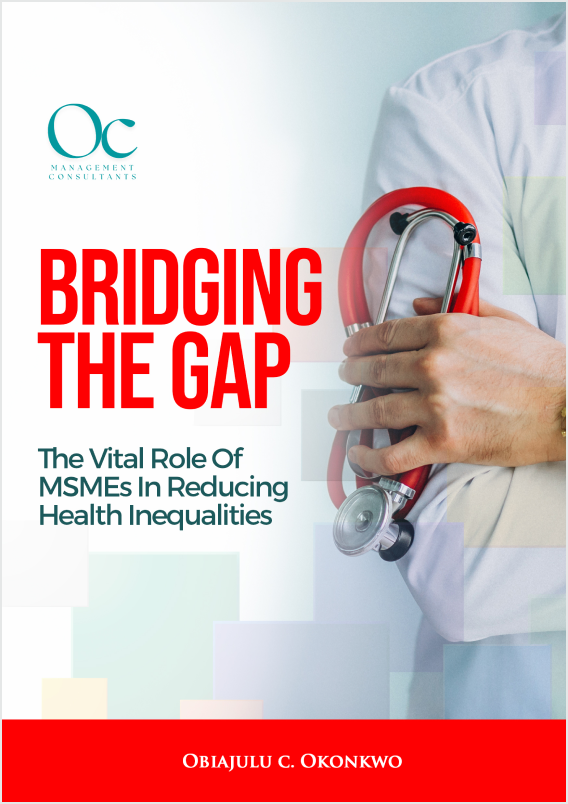 Oc
MANAGEMENT
CONSULTANTS
BRIDGING
THE GAP
The Vital Role Of
MSMEs In Reducing
Health Inequalities
OBIAJULU C. OKONKWO